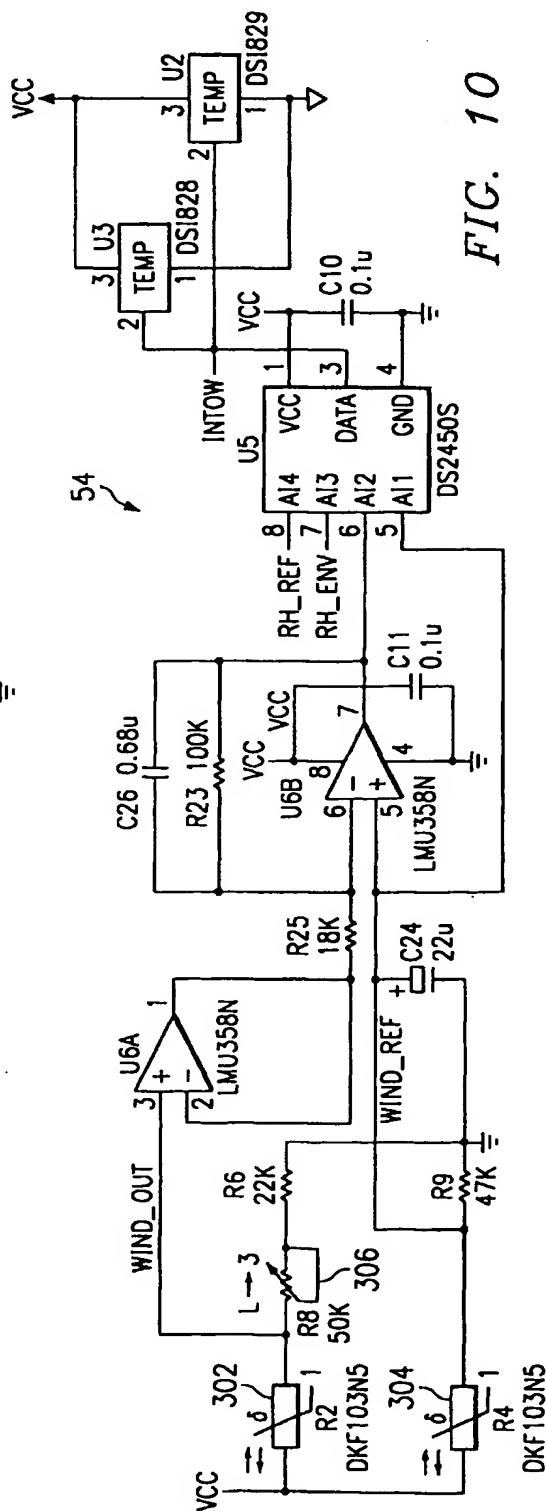 VCC
302
δ
R2
DKF103N5
1
304
δ
R4
DKF103N5
1
WIND_OUT
L → 3
R8
50K
306
R6
22K
R9
47K
WIND_REF
+
C24
22u
U6A
3
+
2
−
1
LMU358N
R25
18K
C26 0.68u
R23 100K
U6B
6
−
5
+
7
8
4
VCC
VCC
LMU358N
C11
0.1u
54
RH_REF
8
AI4
RH_ENV
7
AI3
6
AI2
5
AI1
U5
VCC
1
DATA
3
GND
4
DS2450S
VCC
C10
0.1u
INTOW
U3
3
TEMP
2
1
DS1828
VCC
U2
3
TEMP
2
1
DS1829
FIG. 10